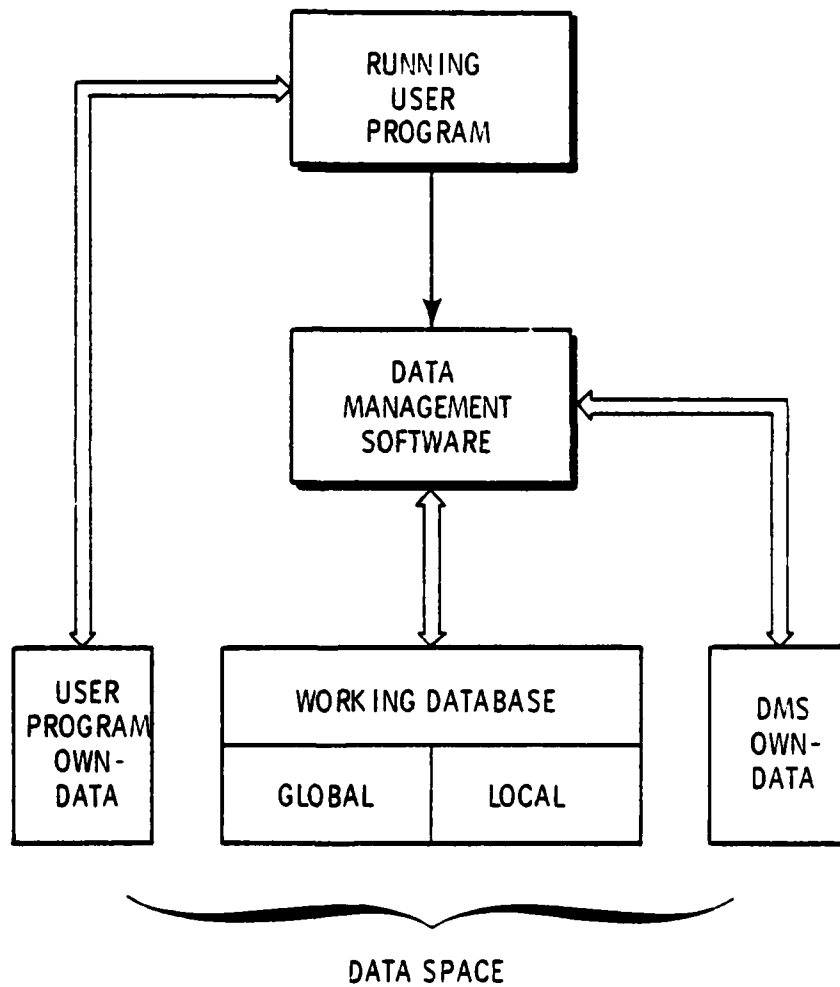 RUNNING
USER
PROGRAM
DATA
MANAGEMENT
SOFTWARE
USER
PROGRAM
OWN-
DATA
WORKING DATABASE
GLOBAL
LOCAL
DMS
OWN-
DATA
DATA SPACE